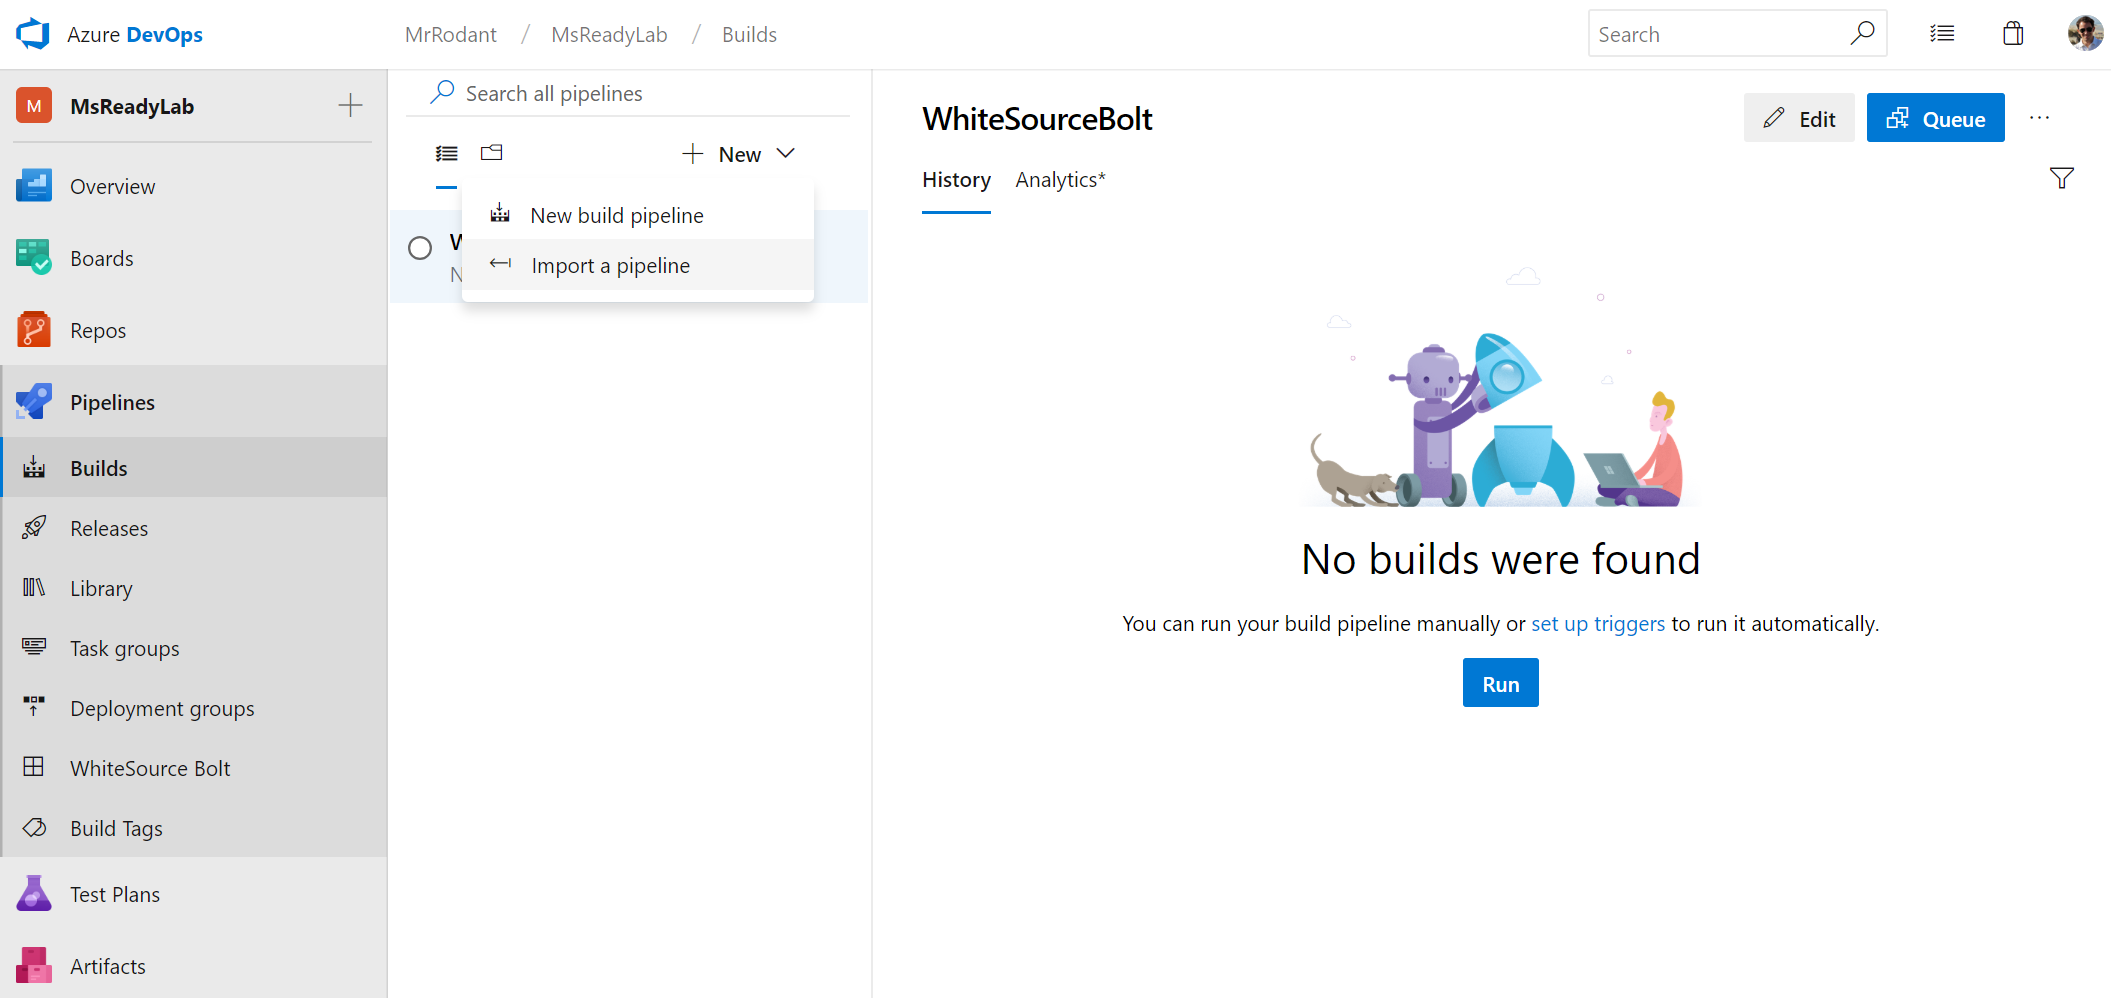 Azure DevOps
MrRodant / MsReadyLab / Builds
Search
M MsReadyLab
Overview
Boards
Repos
Pipelines
Builds
Releases
Library
Task groups
Deployment groups
WhiteSource Bolt
Build Tags
Test Plans
Artifacts
Search all pipelines
New
New build pipeline
Import a pipeline
WhiteSourceBolt
Edit
Queue
...
History
Analytics*
No builds were found
You can run your build pipeline manually or set up triggers to run it automatically.
Run